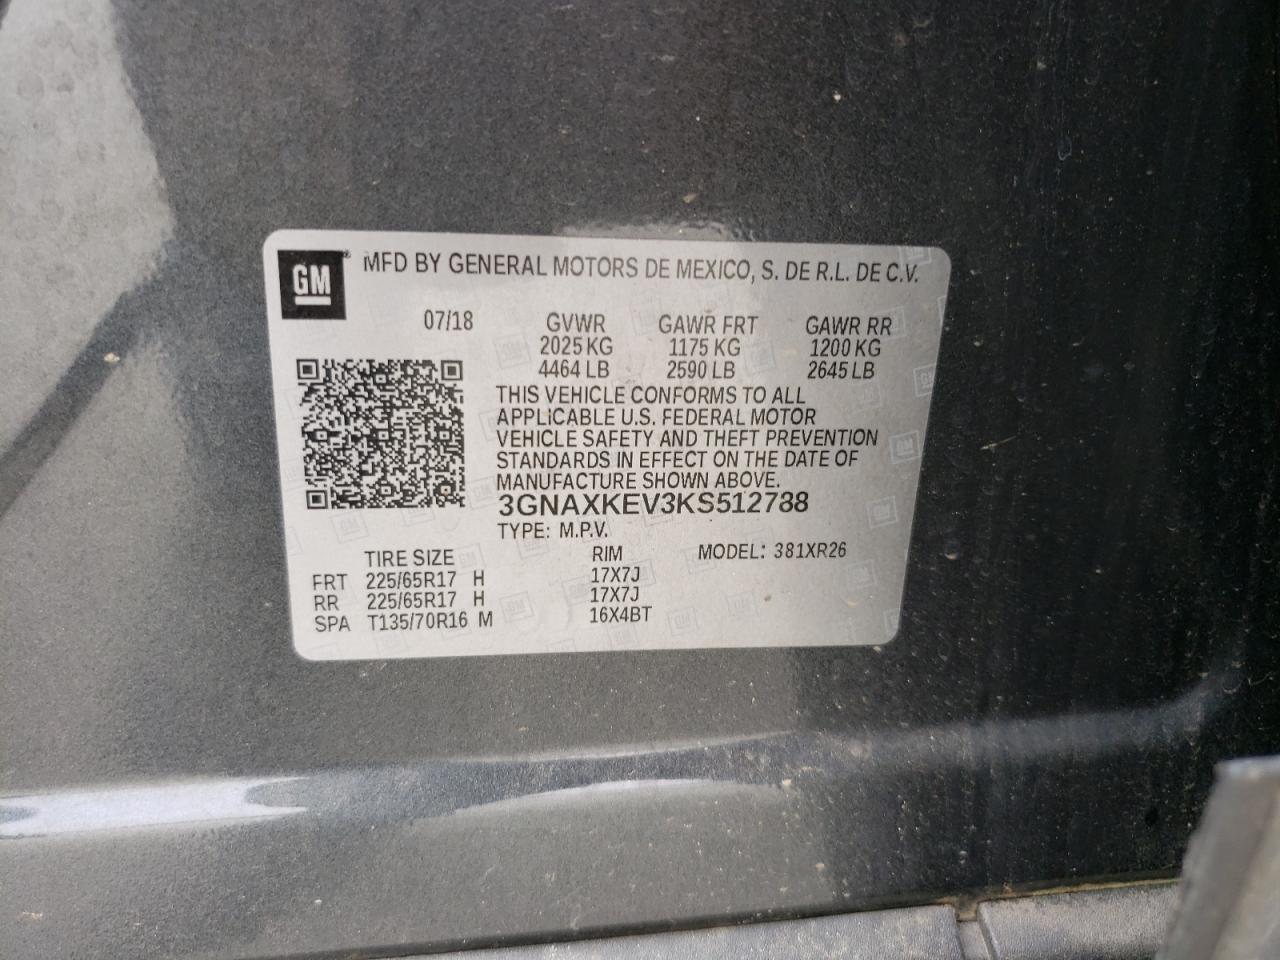 GM
MFD BY GENERAL MOTORS DE MEXICO, S. DE R.L. DE C.V.
07/18 GVWR GAWR FRT GAWR RR
2025 KG 1175 KG 1200 KG
4464 LB 2590 LB 2645 LB
THIS VEHICLE CONFORMS TO ALL
APPLICABLE U.S. FEDERAL MOTOR
VEHICLE SAFETY AND THEFT PREVENTION
STANDARDS IN EFFECT ON THE DATE OF
MANUFACTURE SHOWN ABOVE.
3GNAXKEV3KS512788
TYPE: M.P.V.
TIRE SIZE RIM MODEL: 381XR26
FRT 225/65R17 H 17X7J
RR 225/65R17 H 17X7J
SPA T135/70R16 M 16X4BT